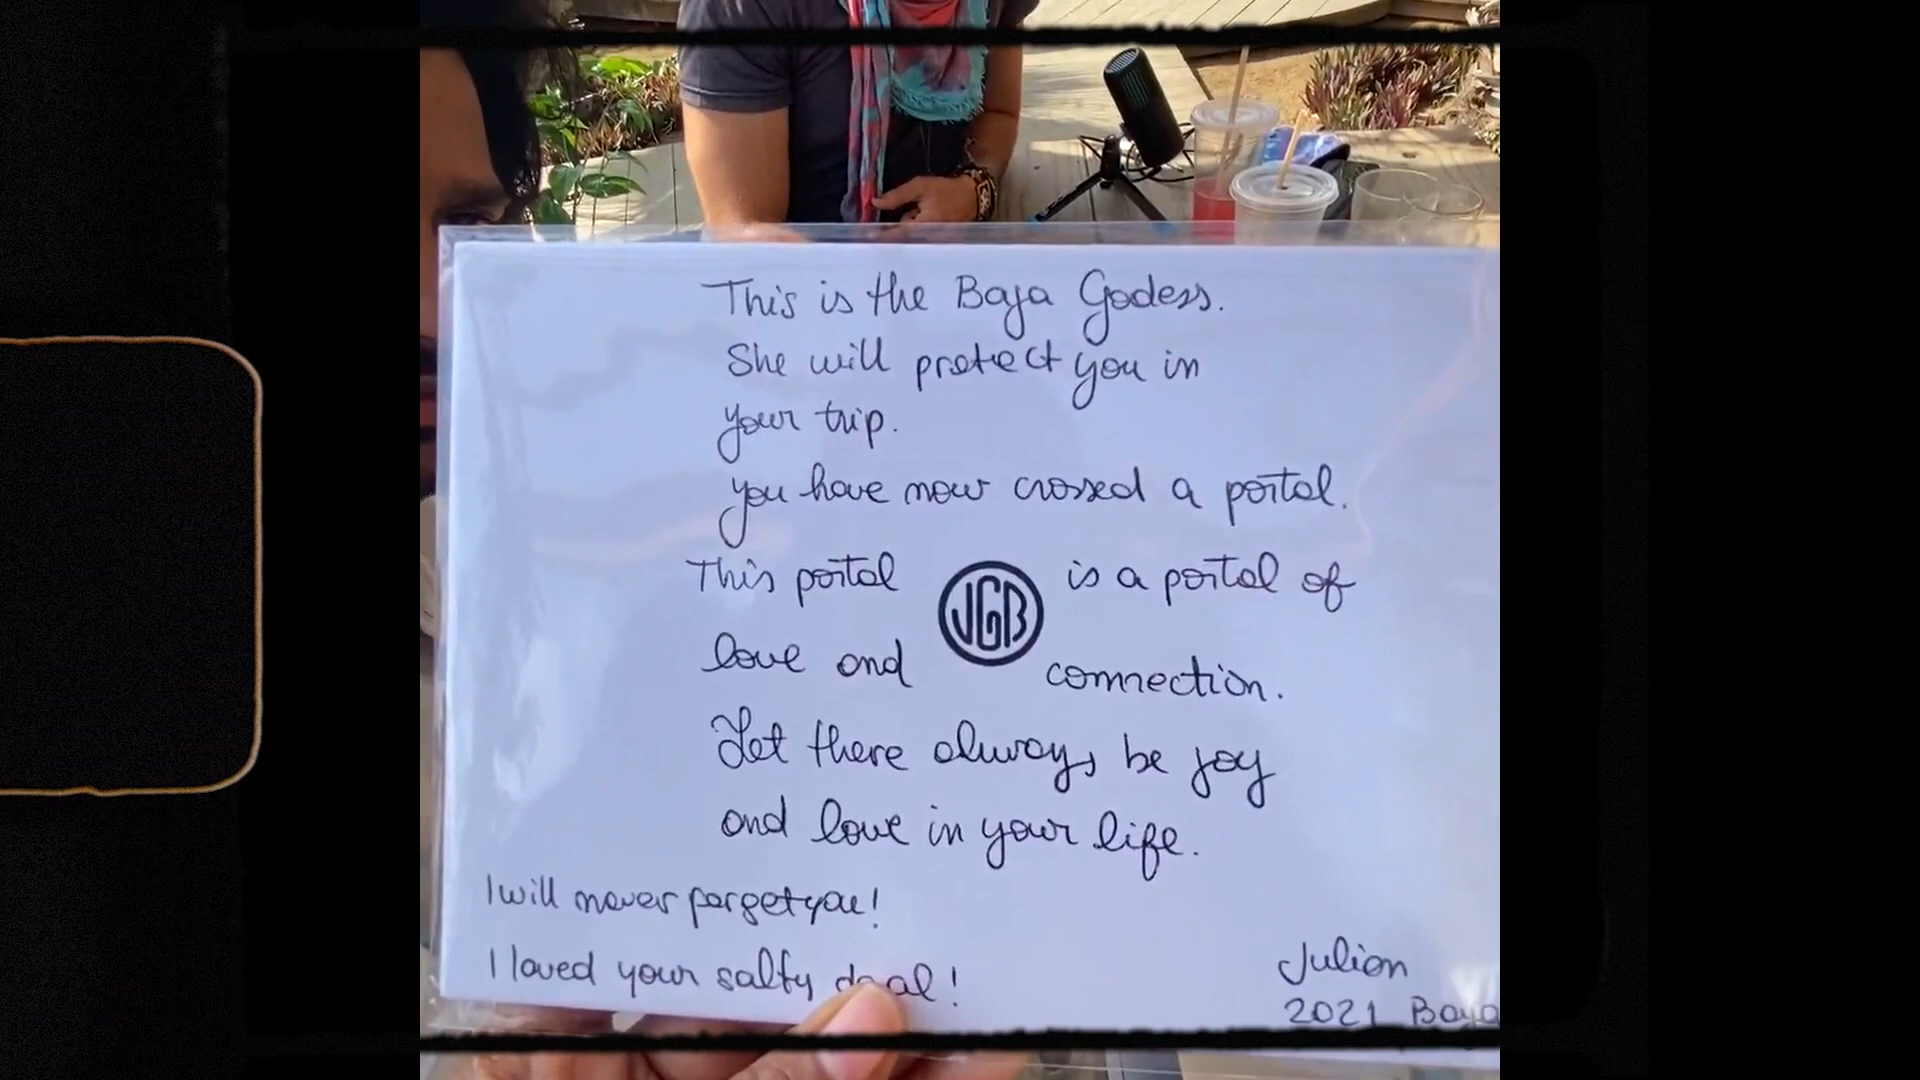 This is the Baja Godess.
She will protect you in
your trip.
you have now crossed a portal.
This portal JGB is a portal of
love and connection.
Let there always be joy
and love in your life.
I will never forget you!
I loved your salty daal!
Julian
2021 Baja